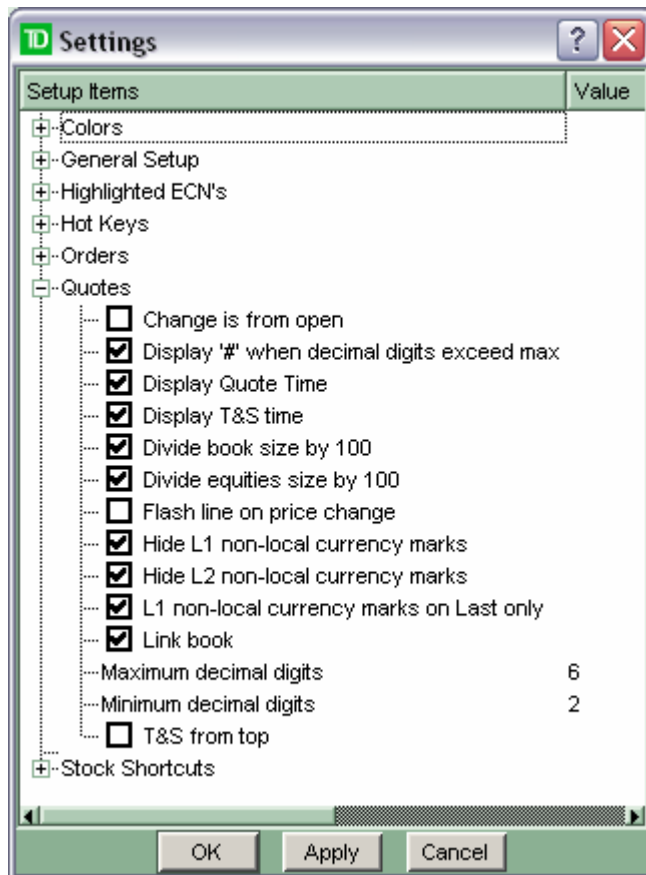 TD Settings ?
Setup Items Value
Colors
General Setup
Highlighted ECN's
Hot Keys
Orders
Quotes
Change is from open
Display '#' when decimal digits exceed max
Display Quote Time
Display T&S time
Divide book size by 100
Divide equities size by 100
Flash line on price change
Hide L1 non-local currency marks
Hide L2 non-local currency marks
L1 non-local currency marks on Last only
Link book
Maximum decimal digits 6
Minimum decimal digits 2
T&S from top
Stock Shortcuts
OK Apply Cancel